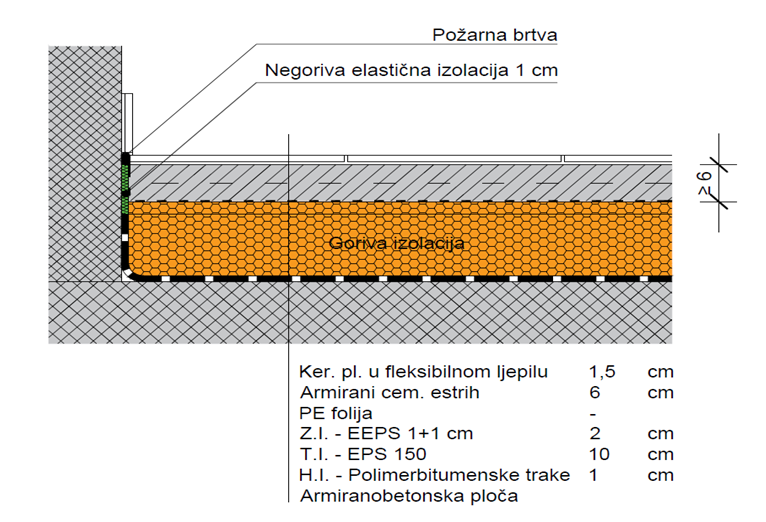 Požarna brtva
Negoriva elastična izolacija 1 cm
≥ 6
Goriva izolacija
Ker. pl. u fleksibilnom ljepilu 1,5 cm
Armirani cem. estrih 6 cm
PE folija -
Z.I. - EEPS 1+1 cm 2 cm
T.I. - EPS 150 10 cm
H.I. - Polimerbitumenske trake 1 cm
Armiranobetonska ploča